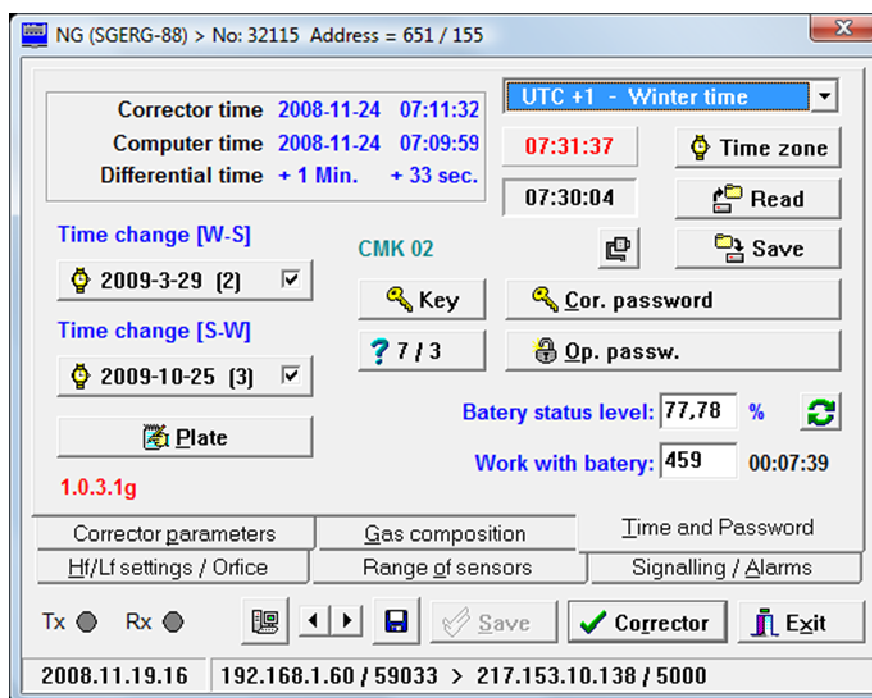 NG (SGERG-88) > No: 32115 Address = 651 / 155
Corrector time 2008-11-24 07:11:32
Computer time 2008-11-24 07:09:59
Differential time + 1 Min. + 33 sec.
UTC +1 - Winter time
07:31:37
Time zone
07:30:04
Read
Time change [W-S]
CMK 02
Save
2009-3-29 (2)
Key
Cor. password
Time change [S-W]
7 / 3
Op. passw.
2009-10-25 (3)
Batery status level: 77,78 %
Plate
Work with batery: 459 00:07:39
1.0.3.1g
Corrector parameters
Gas composition
Time and Password
Hf/Lf settings / Orfice
Range of sensors
Signalling / Alarms
Tx Rx
Save
Corrector
Exit
2008.11.19.16 192.168.1.60 / 59033 > 217.153.10.138 / 5000